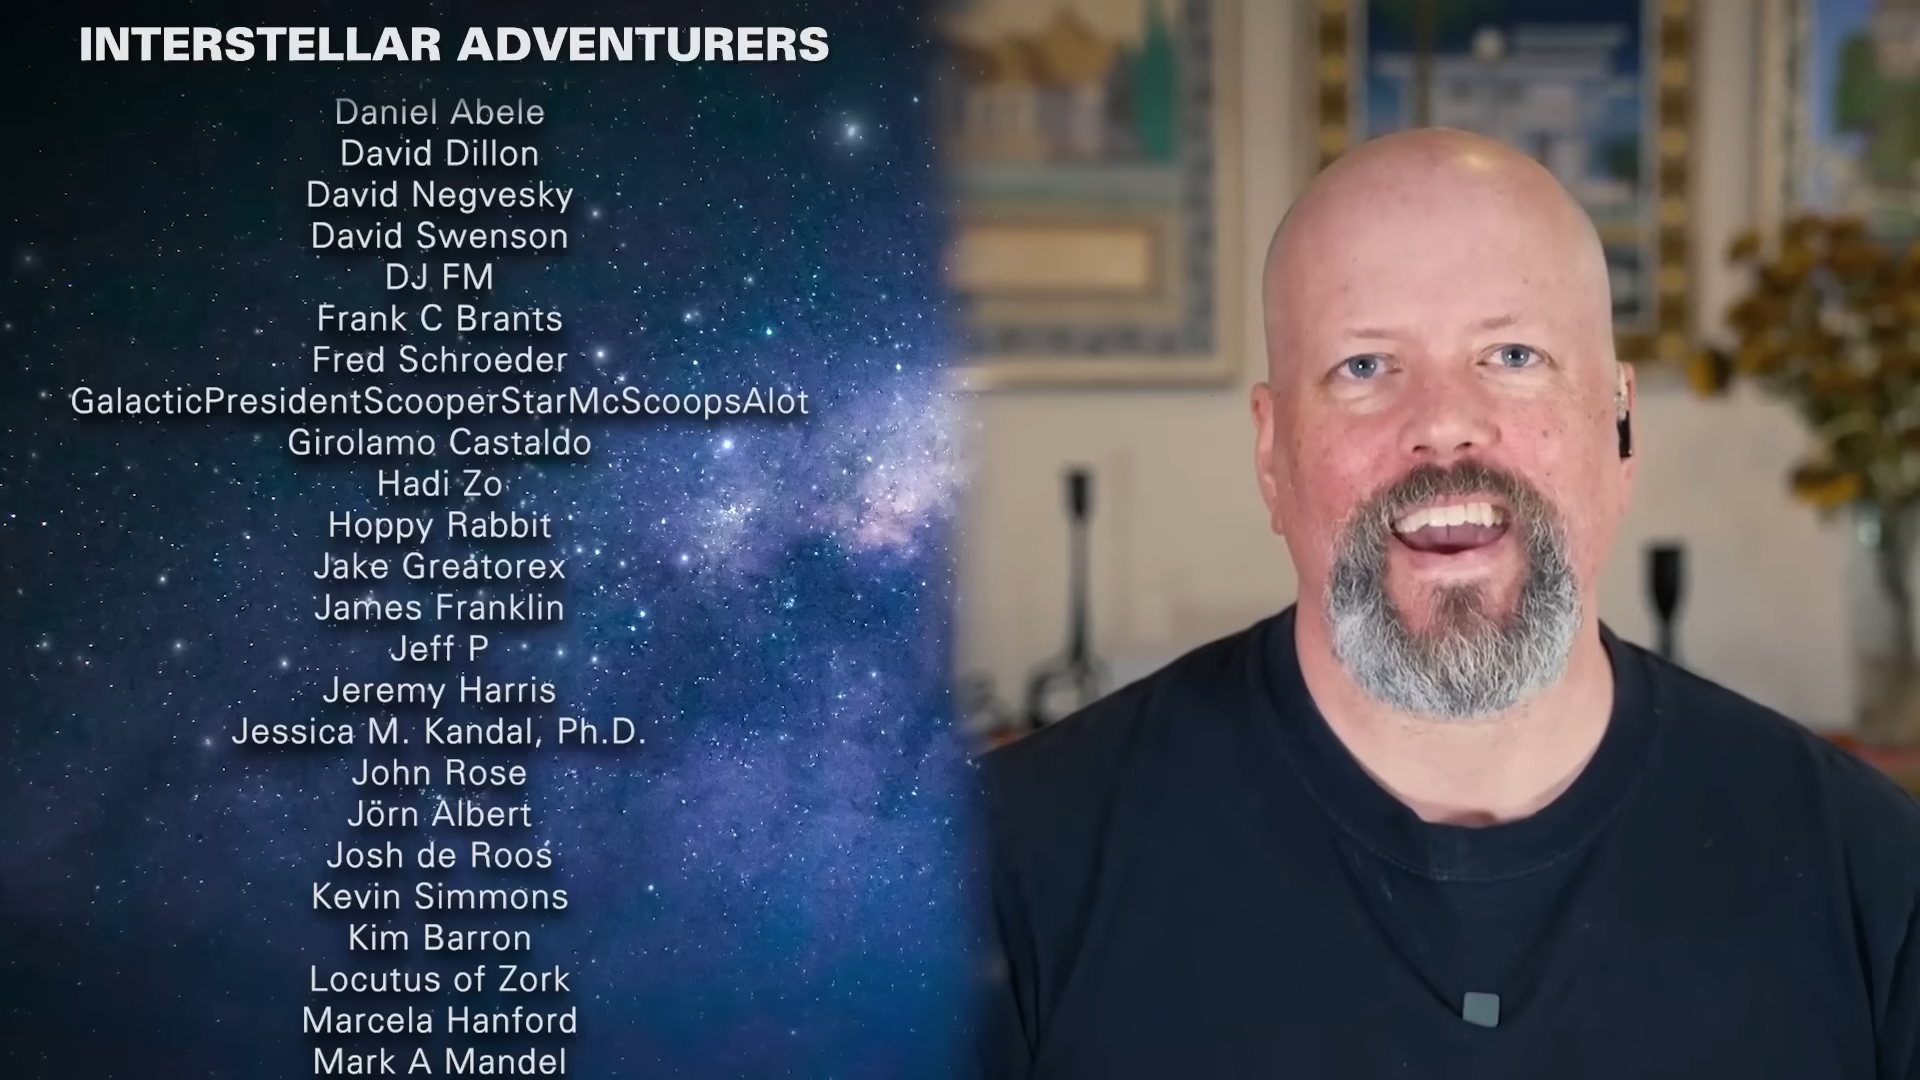 INTERSTELLAR ADVENTURERS
Daniel Abele
David Dillon
David Negvesky
David Swenson
DJ FM
Frank C Brants
Fred Schroeder
GalacticPresidentScooperStarMcScoopsAlot
Girolamo Castaldo
Hadi Zo
Hoppy Rabbit
Jake Greatorex
James Franklin
Jeff P
Jeremy Harris
Jessica M. Kandal, Ph.D.
John Rose
Jörn Albert
Josh de Roos
Kevin Simmons
Kim Barron
Locutus of Zork
Marcela Hanford
Mark A Mandel